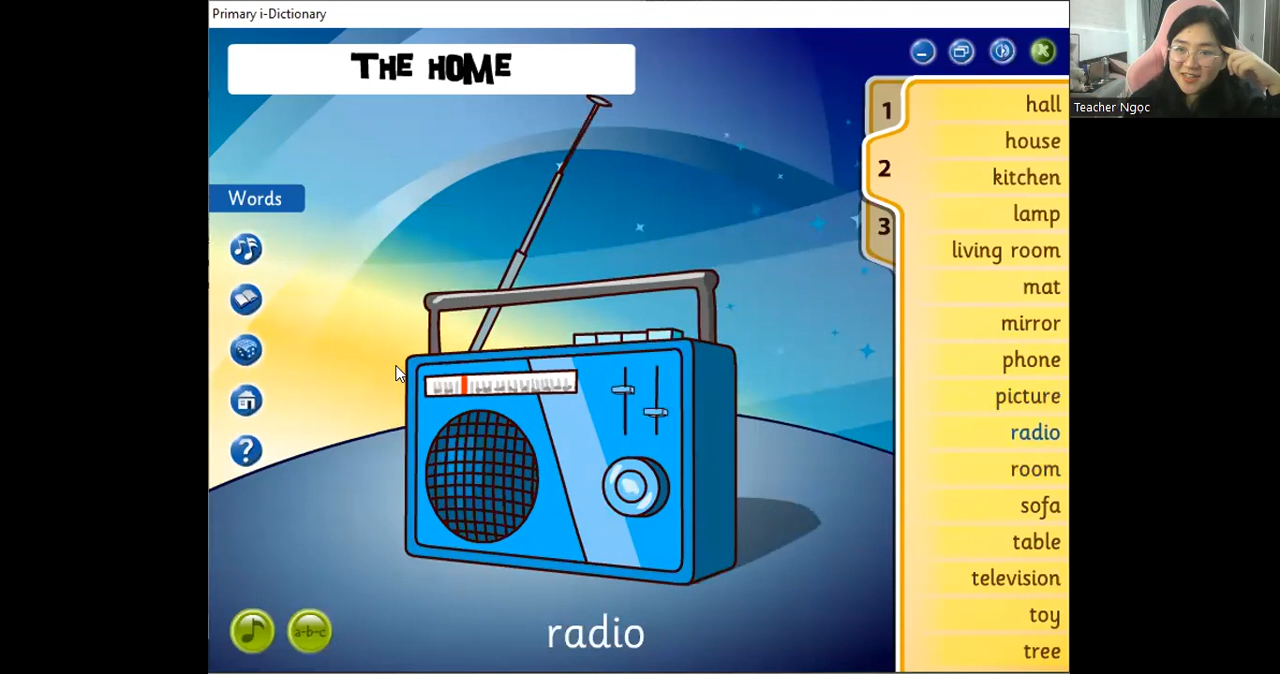 Primary i-Dictionary
THE HOME
Teacher Ngọc
Words
1
2
3
hall
house
kitchen
lamp
living room
mat
mirror
phone
picture
radio
room
sofa
table
television
toy
tree
?
a-b-c
radio